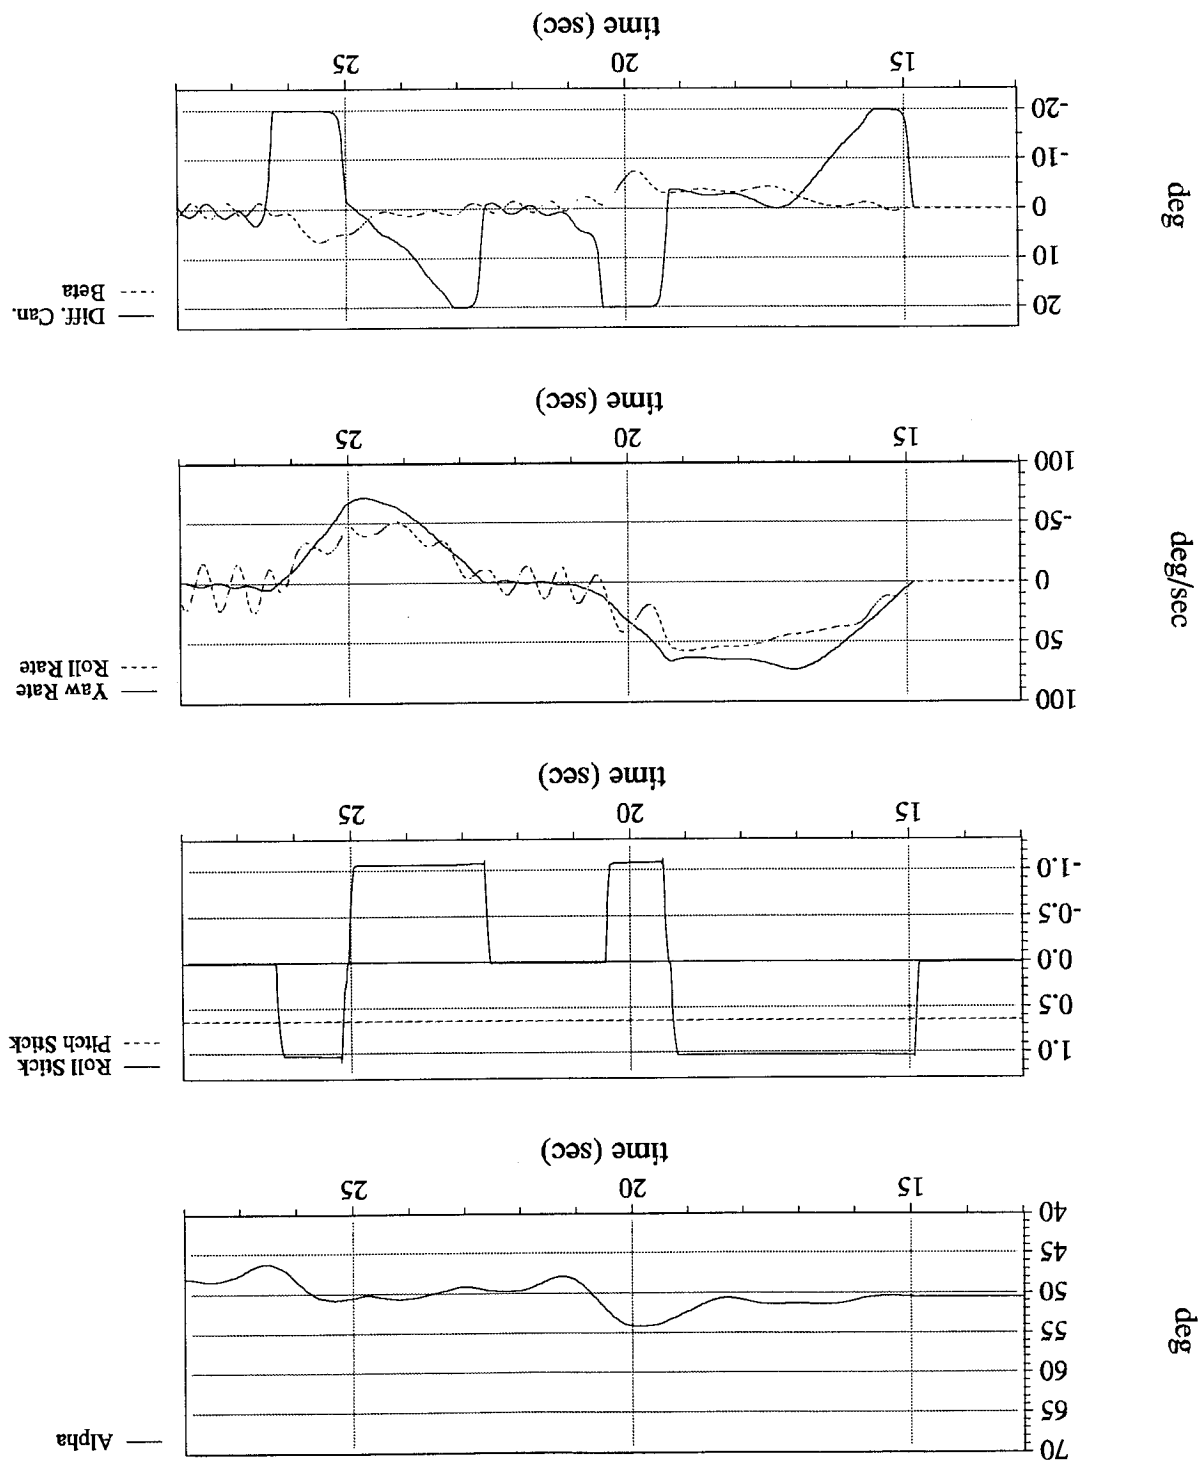 — Alpha
deg
70
65
60
55
50
45
40
15
20
25
time (sec)
— Roll Stick
---- Pitch Stick
1.0
0.5
0.0
-0.5
-1.0
15
20
25
time (sec)
— Yaw Rate
---- Roll Rate
deg/sec
100
50
0
-50
100
15
20
25
time (sec)
— Diff. Can.
---- Beta
deg
20
10
0
-10
-20
15
20
25
time (sec)